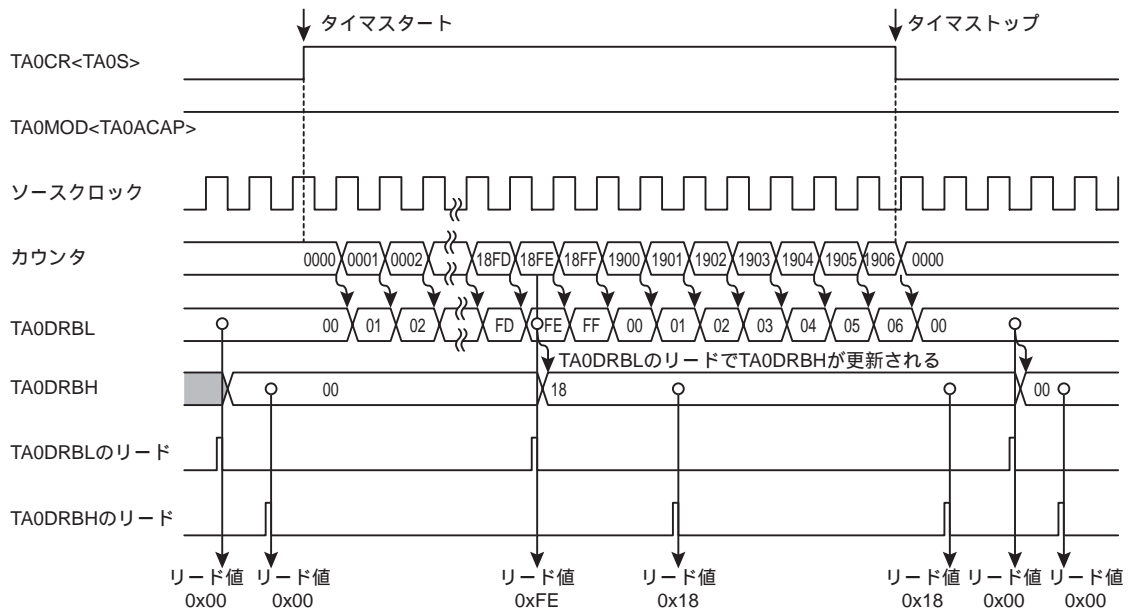 タイマスタート
タイマストップ
TA0CR<TA0S>
TA0MOD<TA0ACAP>
ソースクロック
カウンタ
0000 0001 0002 18FD 18FE 18FF 1900 1901 1902 1903 1904 1905 1906 0000
TA0DRBL
00 01 02 FD FE FF 00 01 02 03 04 05 06 00
TA0DRBLのリードでTA0DRBHが更新される
TA0DRBH
00 18 00
TA0DRBLのリード
TA0DRBHのリード
リード値 リード値 リード値 リード値 リード値 リード値 リード値
0x00 0x00 0xFE 0x18 0x18 0x00 0x00